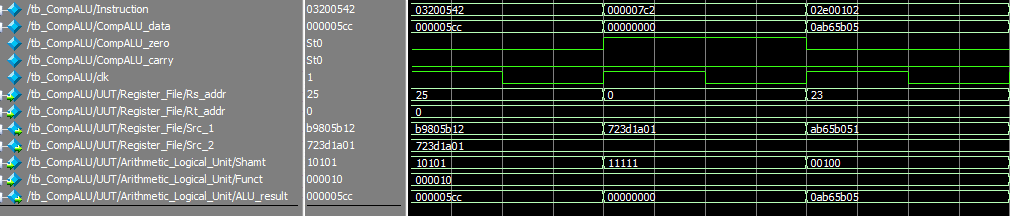 /tb_CompALU/Instruction 03200542 03200542 000007c2 02e00102
/tb_CompALU/CompALU_data 000005cc 000005cc 00000000 0ab65b05
/tb_CompALU/CompALU_zero St0
/tb_CompALU/CompALU_carry St0
/tb_CompALU/clk 1
/tb_CompALU/UUT/Register_File/Rs_addr 25 25 0 23
/tb_CompALU/UUT/Register_File/Rt_addr 0 0
/tb_CompALU/UUT/Register_File/Src_1 b9805b12 b9805b12 723d1a01 ab65b051
/tb_CompALU/UUT/Register_File/Src_2 723d1a01 723d1a01
/tb_CompALU/UUT/Arithmetic_Logical_Unit/Shamt 10101 10101 11111 00100
/tb_CompALU/UUT/Arithmetic_Logical_Unit/Funct 000010 000010
/tb_CompALU/UUT/Arithmetic_Logical_Unit/ALU_result 000005cc 000005cc 00000000 0ab65b05